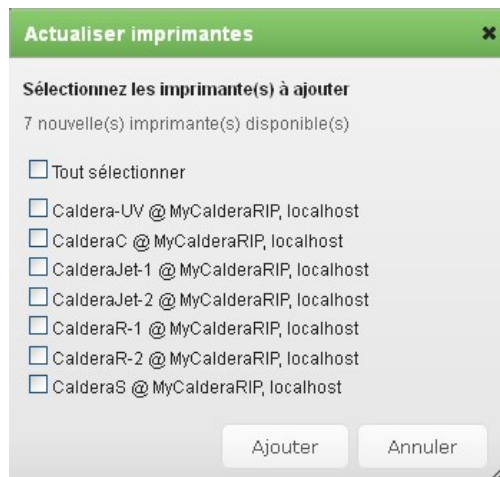 Actualiser imprimantes
Sélectionnez les imprimante(s) à ajouter
7 nouvelle(s) imprimante(s) disponible(s)
Tout sélectionner
Caldera-UV @ MyCalderaRIP, localhost
CalderaC @ MyCalderaRIP, localhost
CalderaJet-1 @ MyCalderaRIP, localhost
CalderaJet-2 @ MyCalderaRIP, localhost
CalderaR-1 @ MyCalderaRIP, localhost
CalderaR-2 @ MyCalderaRIP, localhost
CalderaS @ MyCalderaRIP, localhost
Ajouter Annuler